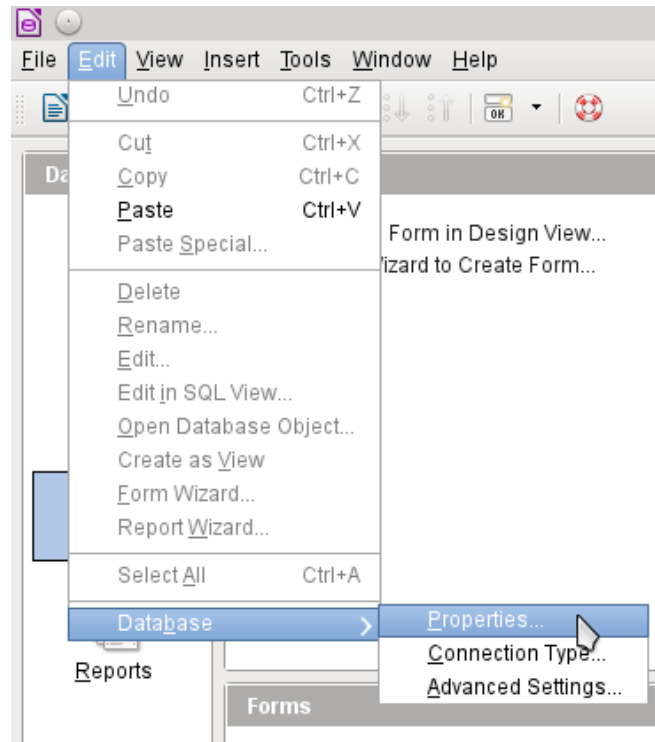 File Edit View Insert Tools Window Help
Undo Ctrl+Z
OK
Cut Ctrl+X
Da
Copy Ctrl+C
Paste Ctrl+V
Form in Design View...
Paste Special...
izard to Create Form...
Delete
Rename...
Edit...
Edit in SQL View...
Open Database Object...
Create as View
Form Wizard...
Report Wizard...
Select All Ctrl+A
Database
Properties...
Connection Type...
Advanced Settings...
Reports
Forms